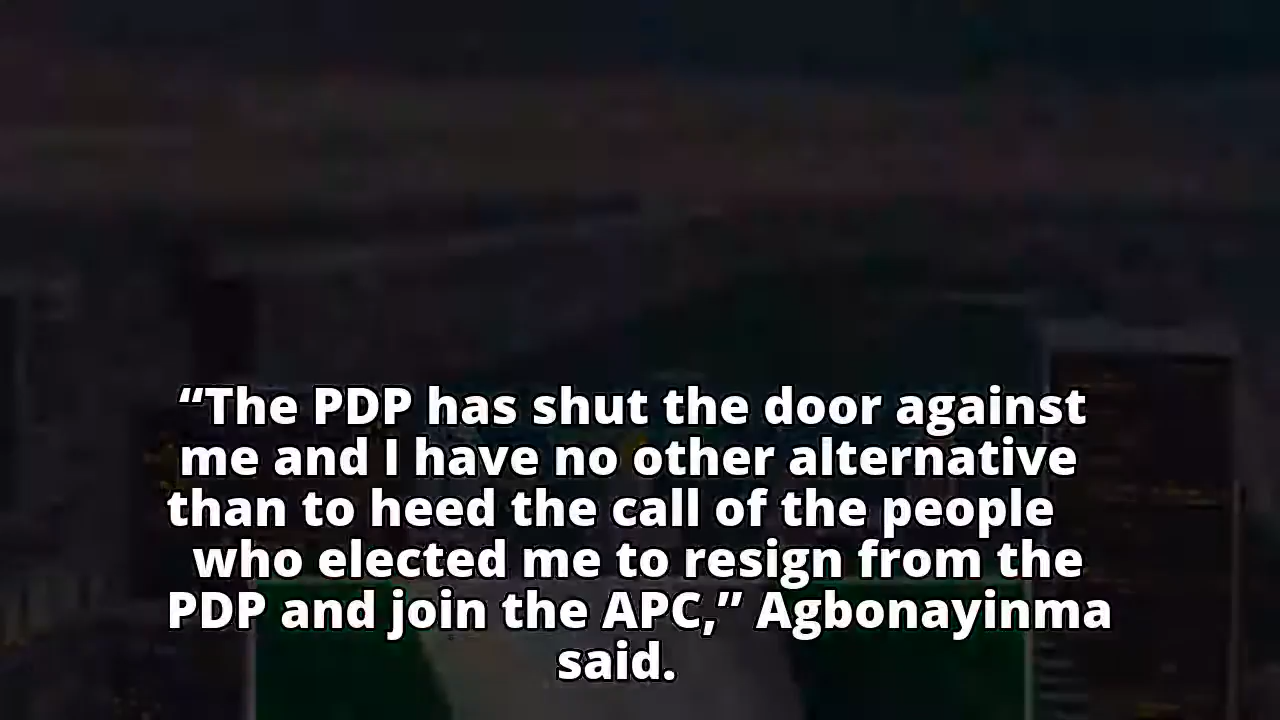 “The PDP has shut the door against
me and I have no other alternative
than to heed the call of the people
who elected me to resign from the
PDP and join the APC,” Agbonayinma
said.